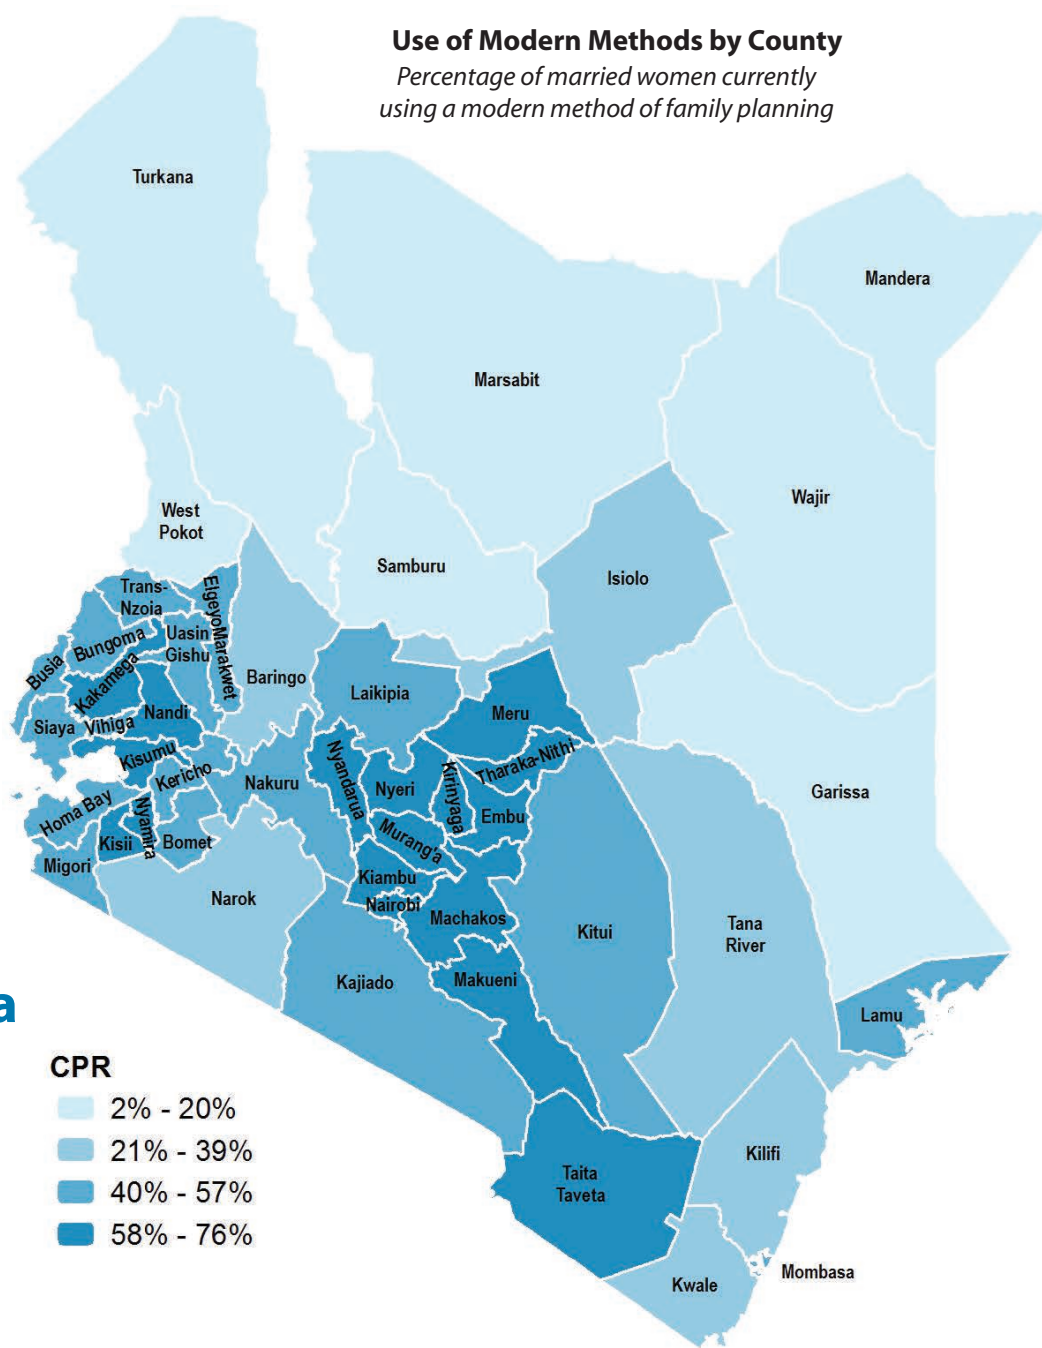 Use of Modern Methods by County
Percentage of married women currently
using a modern method of family planning
Turkana
Mandera
Marsabit
Wajir
West
Pokot
Samburu
Isiolo
Trans-
Nzoia
ElgeyoMarakwet
Uasin
Gishu
Bungoma
Busia
Kakamega
Baringo
Laikipia
Nandi
Meru
Siaya
Vihiga
Kisumu
Tharaka-Nithi
Kericho
Nakuru
Nyandarua
Nyeri
Kirinyaga
Embu
Garissa
Homa Bay
Nyamira
Kisii
Bomet
Murang'a
Migori
Kiambu
Narok
Nairobi
Machakos
Kitui
Tana
River
Kajiado
Makueni
Lamu
a
CPR
2% - 20%
21% - 39%
40% - 57%
58% - 76%
Kilifi
Taita
Taveta
Mombasa
Kwale